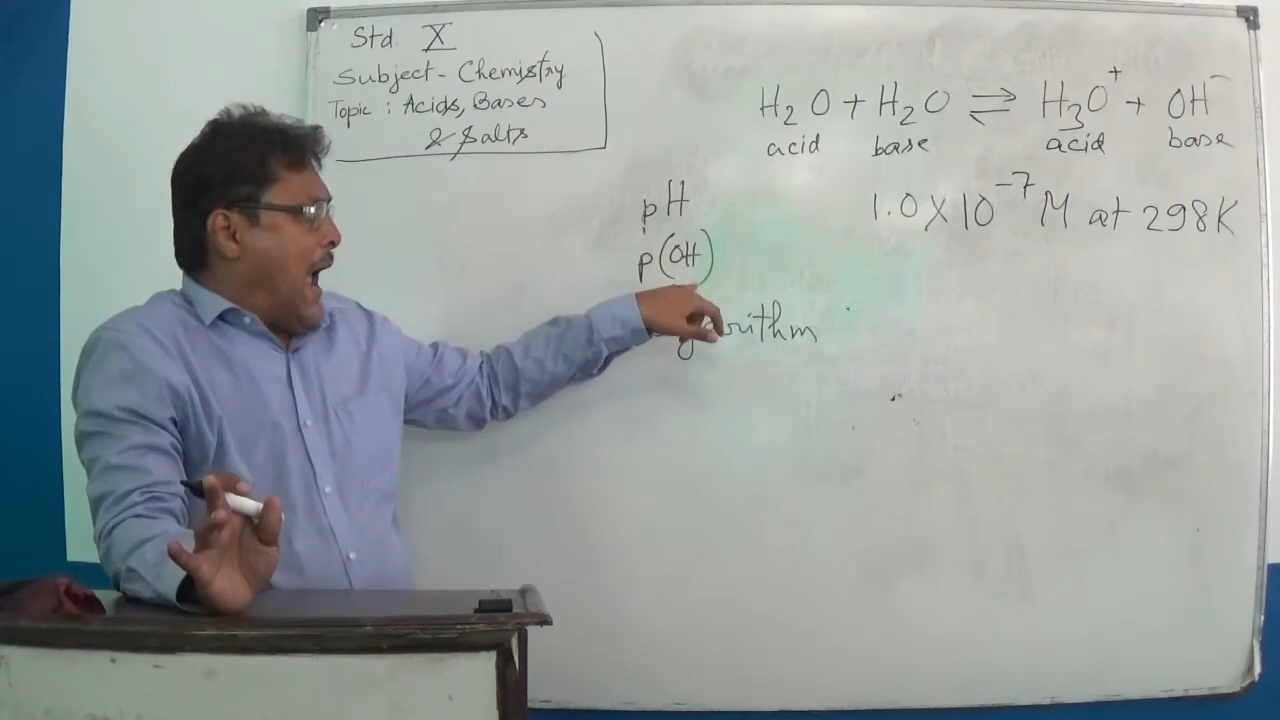 Std. X
Subject - Chemistry
Topic : Acids, Bases
& Salts
H₂O + H₂O ⇌ H₃O⁺ + OH⁻
acid base acid base
1.0 X 10⁻⁷ M at 298K
pH
p(OH)